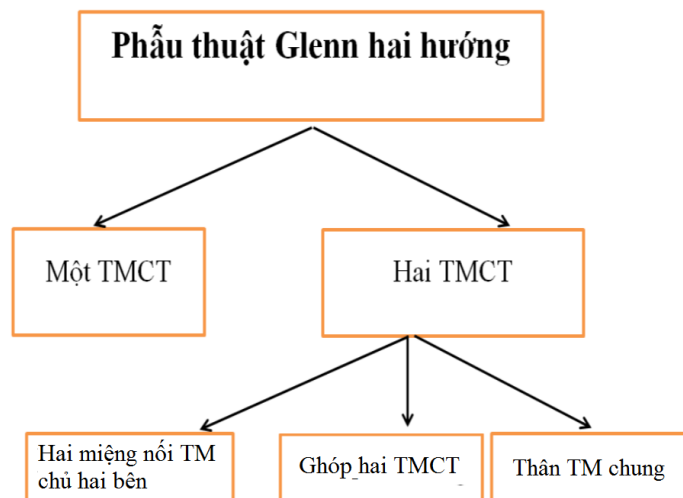 Phẫu thuật Glenn hai hướng
Một TMCT
Hai TMCT
Hai miệng nối TM
chủ hai bên
Ghóp hai TMCT
Thân TM chung